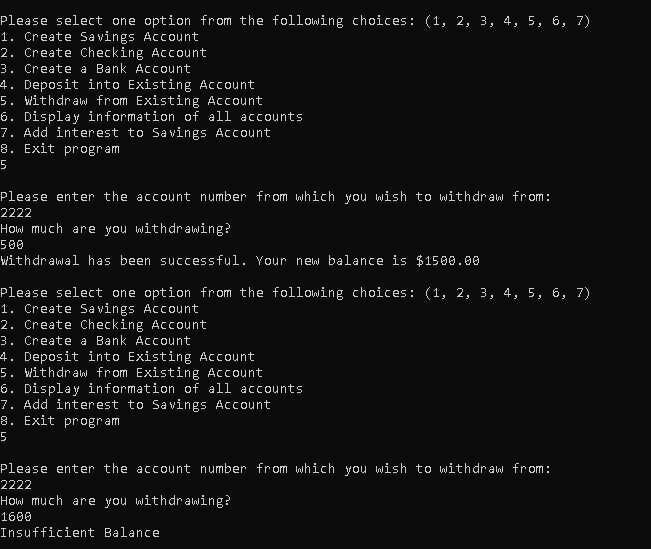 Please select one option from the following choices: (1, 2, 3, 4, 5, 6, 7)
1. Create Savings Account
2. Create Checking Account
3. Create a Bank Account
4. Deposit into Existing Account
5. Withdraw from Existing Account
6. Display information of all accounts
7. Add interest to Savings Account
8. Exit program
5
Please enter the account number from which you wish to withdraw from:
2222
How much are you withdrawing?
500
Withdrawal has been successful. Your new balance is $1500.00
Please select one option from the following choices: (1, 2, 3, 4, 5, 6, 7)
1. Create Savings Account
2. Create Checking Account
3. Create a Bank Account
4. Deposit into Existing Account
5. Withdraw from Existing Account
6. Display information of all accounts
7. Add interest to Savings Account
8. Exit program
5
Please enter the account number from which you wish to withdraw from:
2222
How much are you withdrawing?
1600
Insufficient Balance